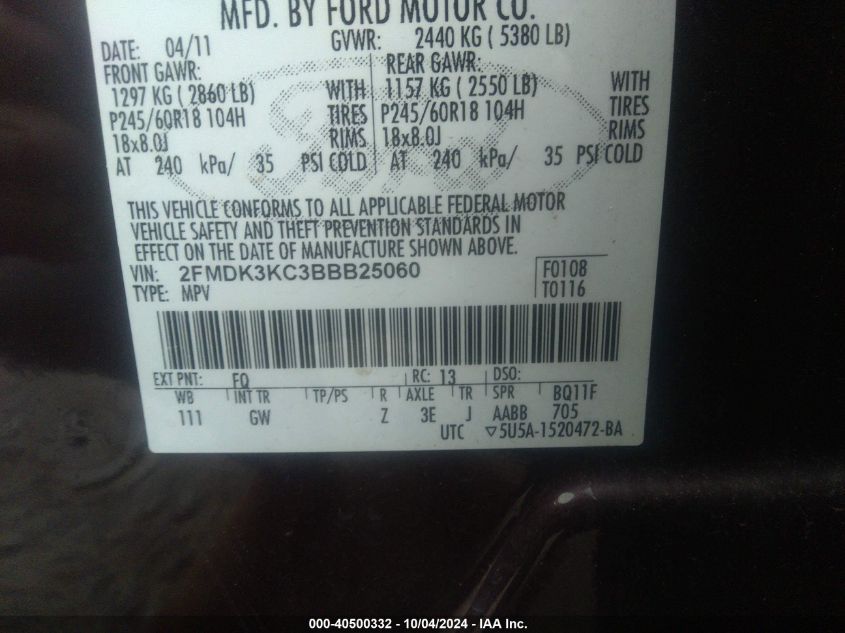 MFD. BY FORD MOTOR CO.
DATE: 04/11 GVWR: 2440 KG ( 5380 LB)
FRONT GAWR: REAR GAWR:
1297 KG ( 2860 LB) WITH 1157 KG ( 2550 LB) WITH
P245/60R18 104H TIRES P245/60R18 104H TIRES
18x8.0J RIMS 18x8.0J RIMS
AT 240 kPa/ 35 PSI COLD AT 240 kPa/ 35 PSI COLD
THIS VEHICLE CONFORMS TO ALL APPLICABLE FEDERAL MOTOR
VEHICLE SAFETY AND THEFT PREVENTION STANDARDS IN
EFFECT ON THE DATE OF MANUFACTURE SHOWN ABOVE.
VIN: 2FMDK3KC3BBB25060 F0108
TYPE: MPV T0116
EXT PNT: FQ RC: 13 DSO:
WB INT TR TP/PS R AXLE TR SPR BQ11F
111 GW Z 3E J AABB 705
UTC ▽5U5A-1520472-BA
000-40500332 - 10/04/2024 - IAA Inc.